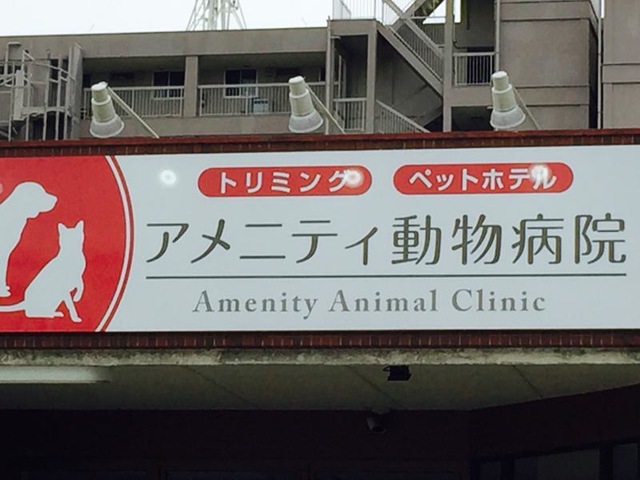 トリミング ペットホテル
アメニティ動物病院
Amenity Animal Clinic